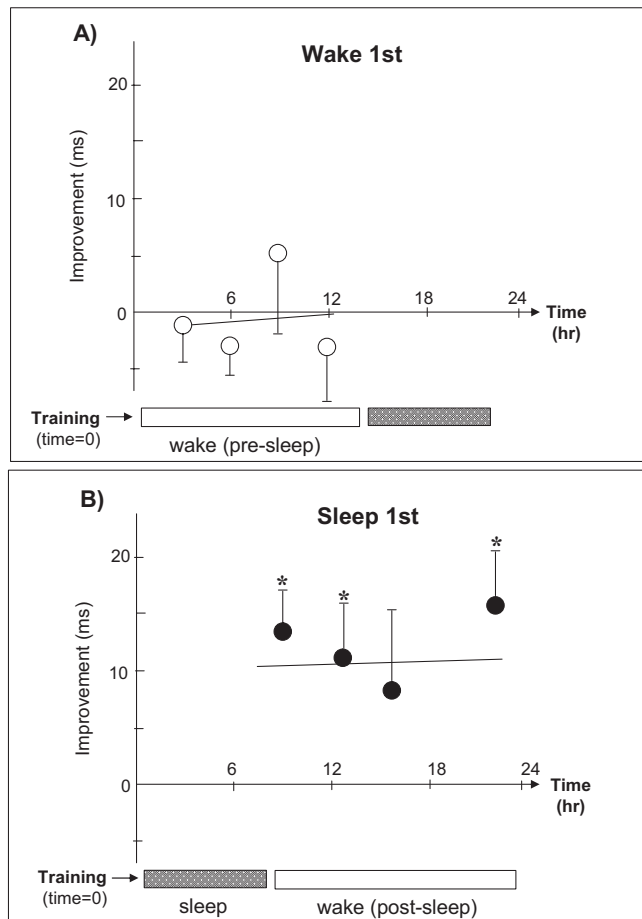 A)
Wake 1st
20
10
0
Improvement (ms)
6 12 18 24
Time
(hr)
Training
(time=0)
wake (pre-sleep)
B)
Sleep 1st
* * *
20
10
0
Improvement (ms)
6 12 18 24
Time
(hr)
Training
(time=0)
sleep wake (post-sleep)